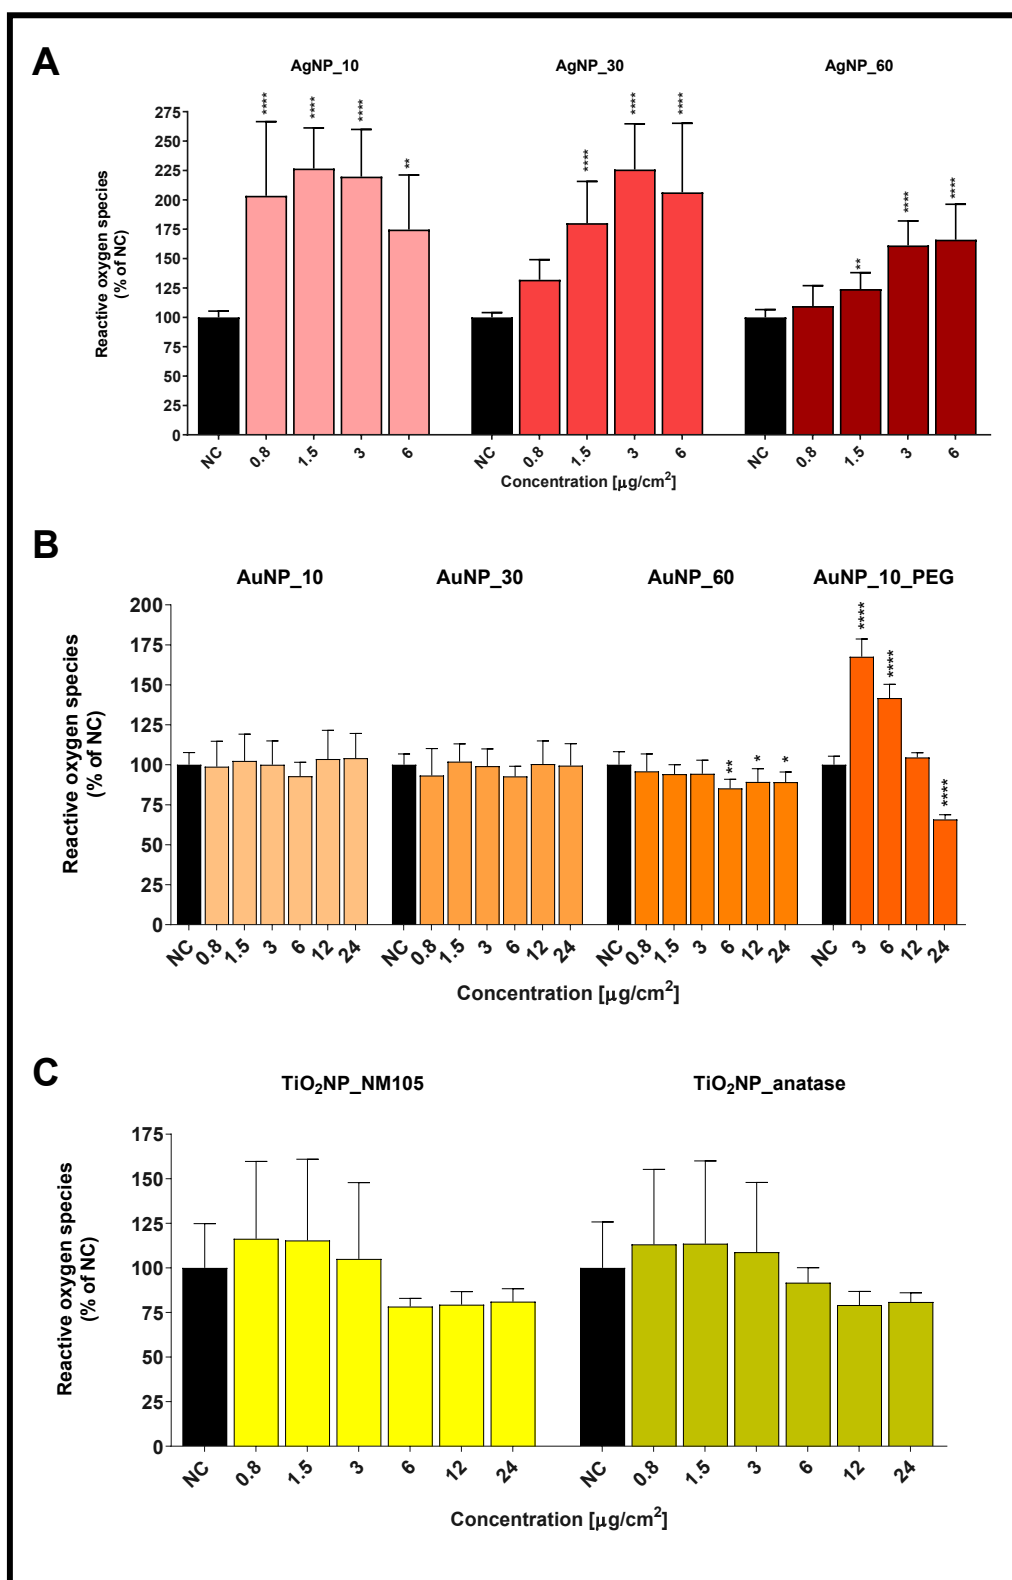 A
AgNP_10 AgNP_30 AgNP_60
**** **** **** ** **** **** **** ** **** ****
275
250
225
200
175
150
125
100
75
50
25
0
Reactive oxygen species
(% of NC)
NC 0.8 1.5 3 6 NC 0.8 1.5 3 6 NC 0.8 1.5 3 6
Concentration [μg/cm²]
B
AuNP_10 AuNP_30 AuNP_60 AuNP_10_PEG
** * * **** **** ****
200
175
150
125
100
75
50
25
0
Reactive oxygen species
(% of NC)
NC 0.8 1.5 3 6 12 24 NC 0.8 1.5 3 6 12 24 NC 0.8 1.5 3 6 12 24 NC 3 6 12 24
Concentration [μg/cm²]
C
TiO₂NP_NM105 TiO₂NP_anatase
175
150
125
100
75
50
25
0
Reactive oxygen species
(% of NC)
NC 0.8 1.5 3 6 12 24 NC 0.8 1.5 3 6 12 24
Concentration [μg/cm²]